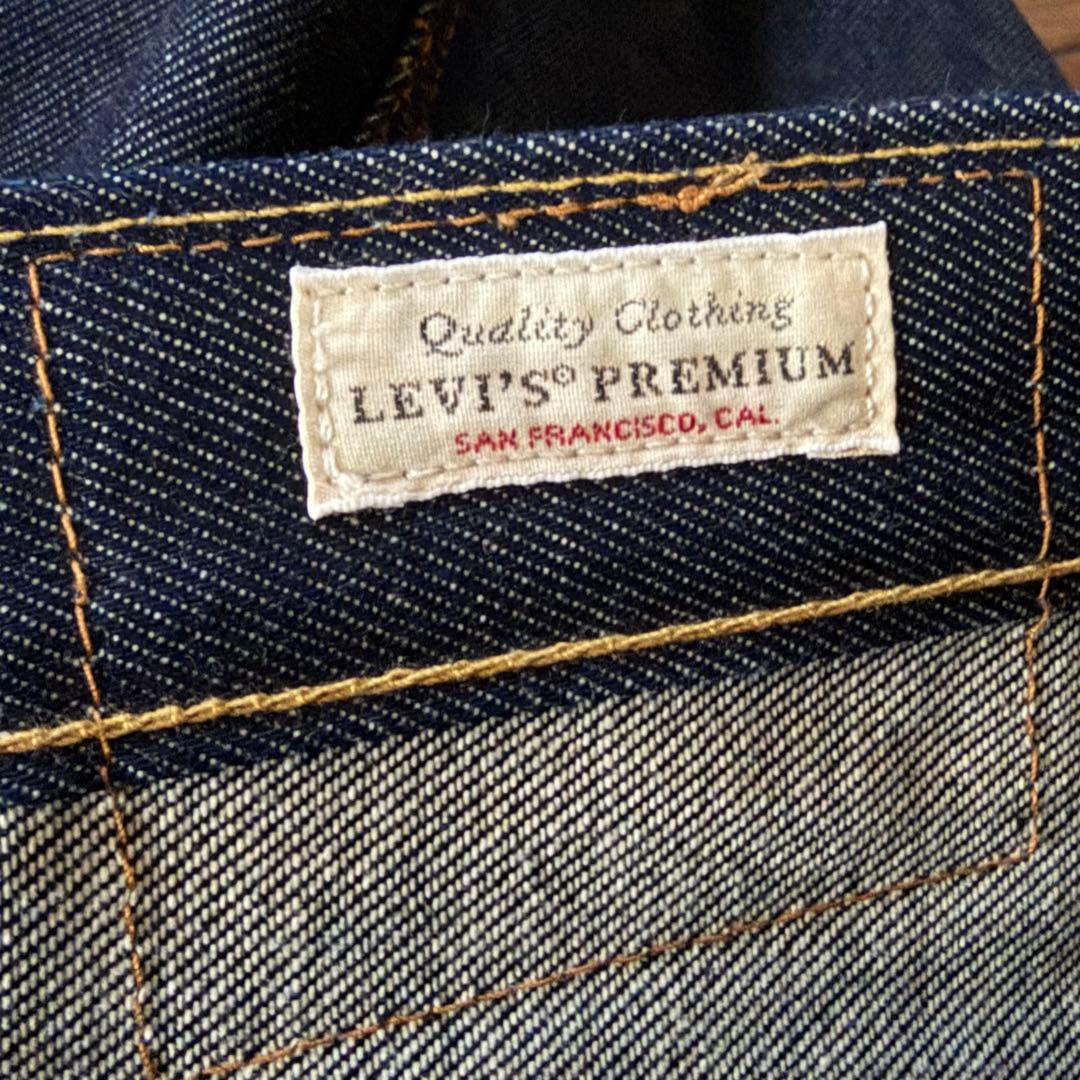 Quality Clothing
LEVI'S® PREMIUM
SAN FRANCISCO, CAL.